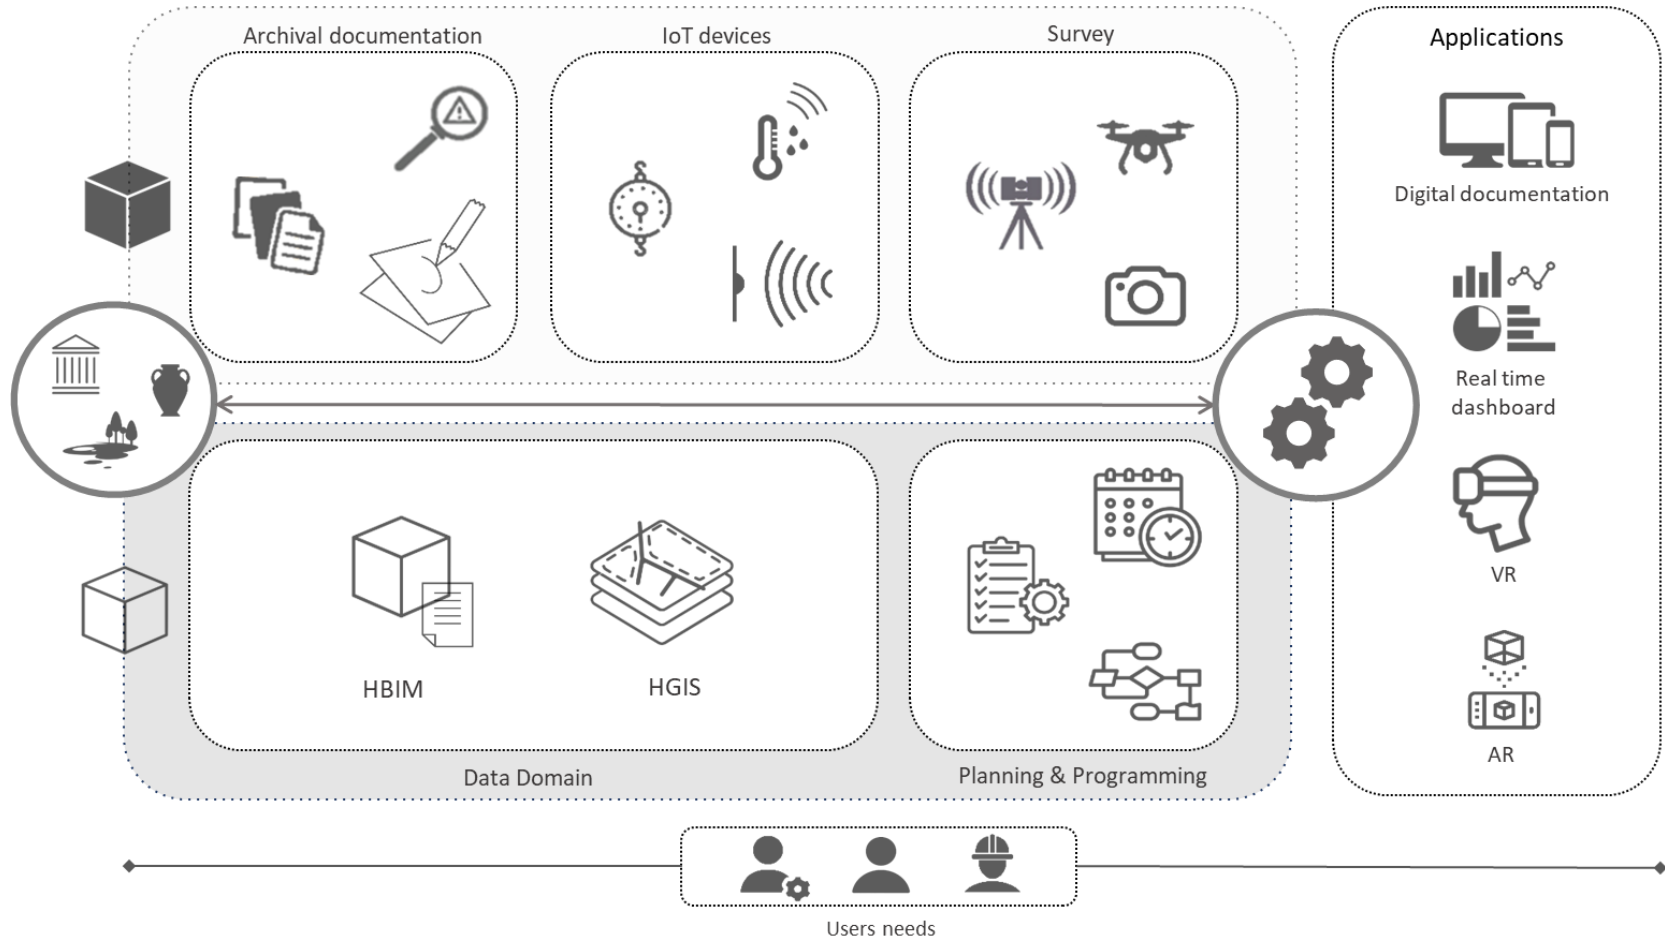 Archival documentation
IoT devices
Survey
Applications
Digital documentation
Real time
dashboard
VR
AR
HBIM
HGIS
Data Domain
Planning & Programming
Users needs